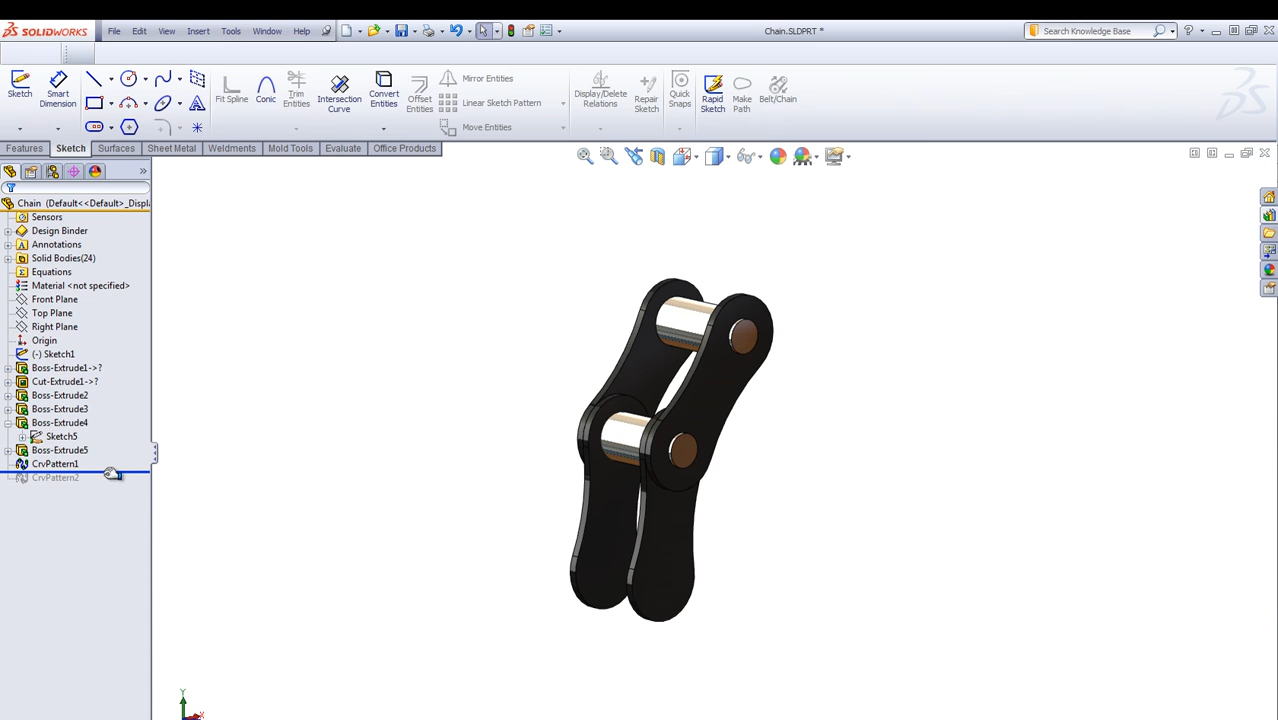 SOLIDWORKS File Edit View Insert Tools Window Help Chain.SLDPRT * Search Knowledge Base
Sketch Smart Dimension Fit Spline Conic Trim Entities Intersection Curve Convert Entities Offset Entities Mirror Entities Linear Sketch Pattern Move Entities Display/Delete Relations Repair Sketch Quick Snaps Rapid Sketch Make Path Belt/Chain
Features Sketch Surfaces Sheet Metal Weldments Mold Tools Evaluate Office Products
Chain (Default<<Default>_Displa
Sensors
Design Binder
Annotations
Solid Bodies(24)
Equations
Material <not specified>
Front Plane
Top Plane
Right Plane
Origin
(-) Sketch1
Boss-Extrude1->?
Cut-Extrude1->?
Boss-Extrude2
Boss-Extrude3
Boss-Extrude4
Sketch5
Boss-Extrude5
CrvPattern1
CrvPattern2
Y
X